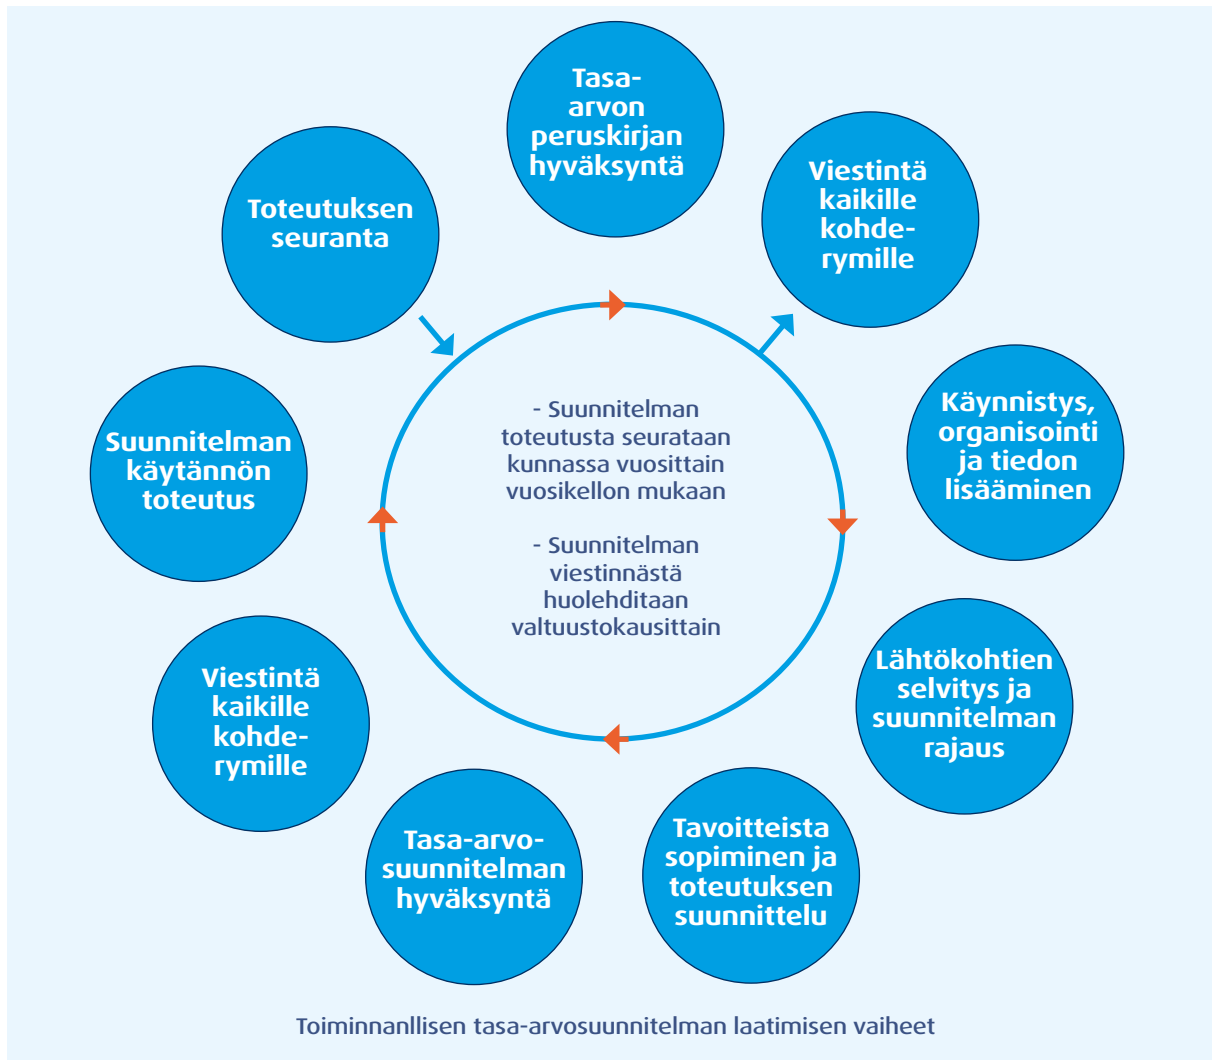 Tasa-
arvon
peruskirjan
hyväksyntä
Viestintä
kaikille
kohde-
rymille
Käynnistys,
organisointi
ja tiedon
lisääminen
Lähtökohtien
selvitys ja
suunnitelman
rajaus
Tavoitteista
sopiminen ja
toteutuksen
suunnittelu
Tasa-arvo-
suunnitelman
hyväksyntä
Viestintä
kaikille
kohde-
rymille
Suunnitelman
käytännön
toteutus
Toteutuksen
seuranta
- Suunnitelman
toteutusta seurataan
kunnassa vuosittain
vuosikellon mukaan
- Suunnitelman
viestinnästä
huolehditaan
valtuustokausittain
Toiminnanllisen tasa-arvosuunnitelman laatimisen vaiheet